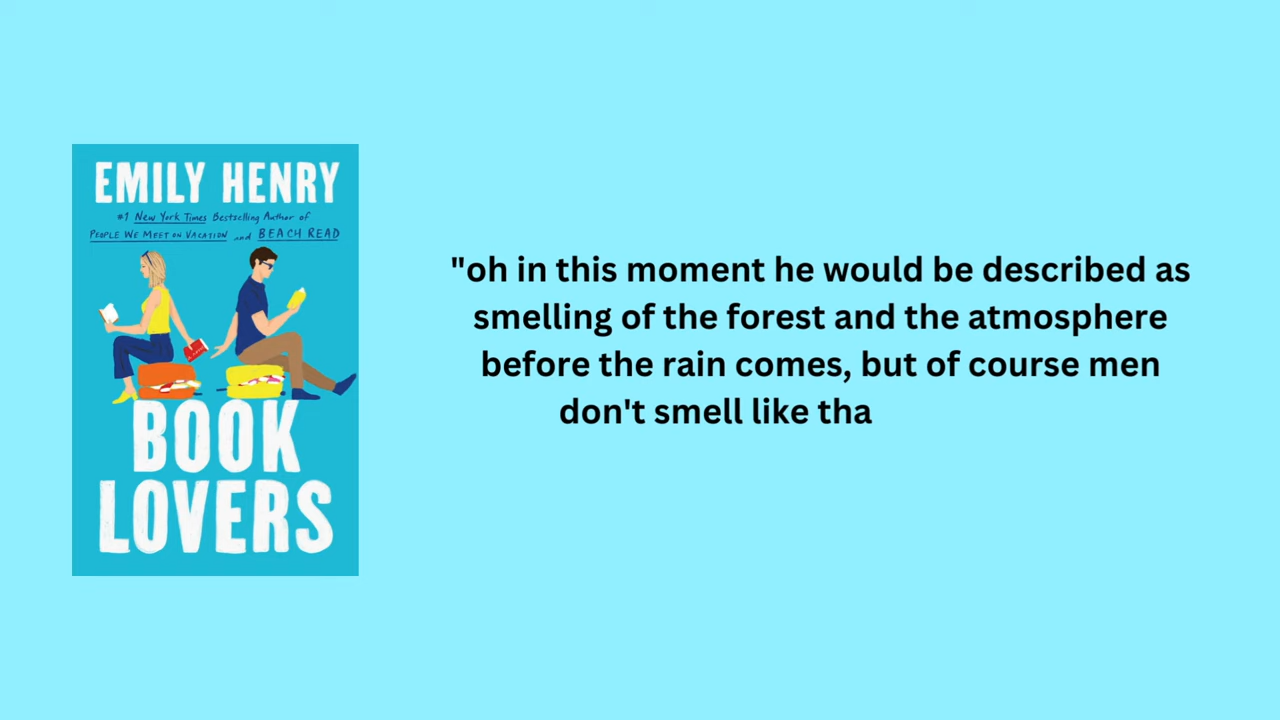 EMILY HENRY
#1 New York Times Bestselling Author of
PEOPLE WE MEET ON VACATION and BEACH READ
BOOK
LOVERS
"oh in this moment he would be described as
smelling of the forest and the atmosphere
before the rain comes, but of course men
don't smell like tha